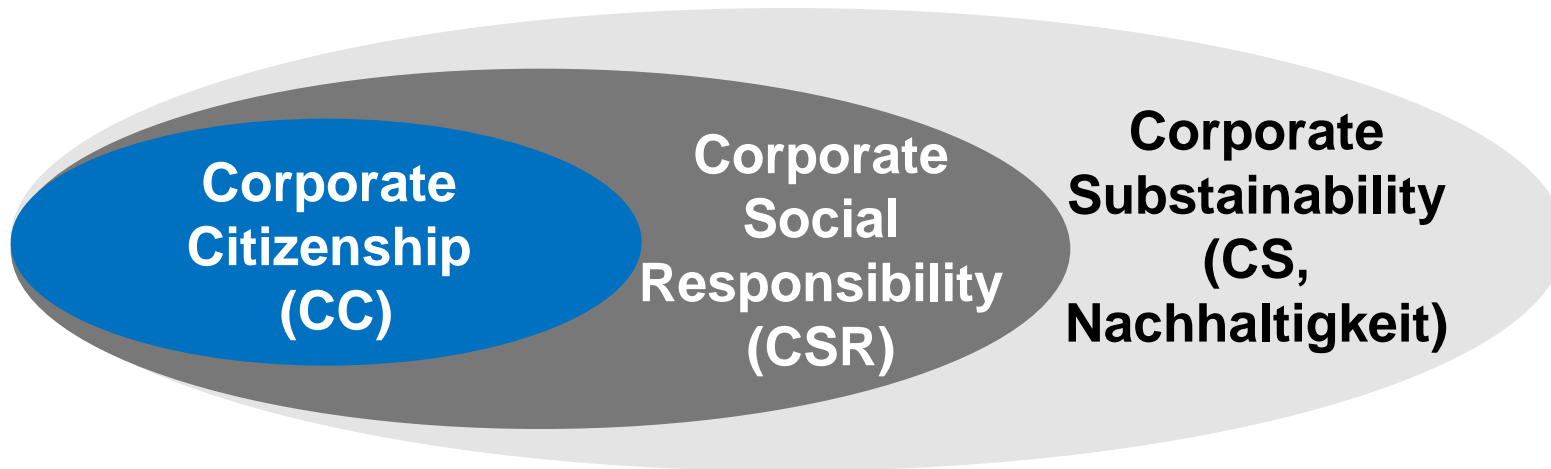 Corporate
Citizenship
(CC)
Corporate
Social
Responsibility
(CSR)
Corporate
Substainability
(CS,
Nachhaltigkeit)